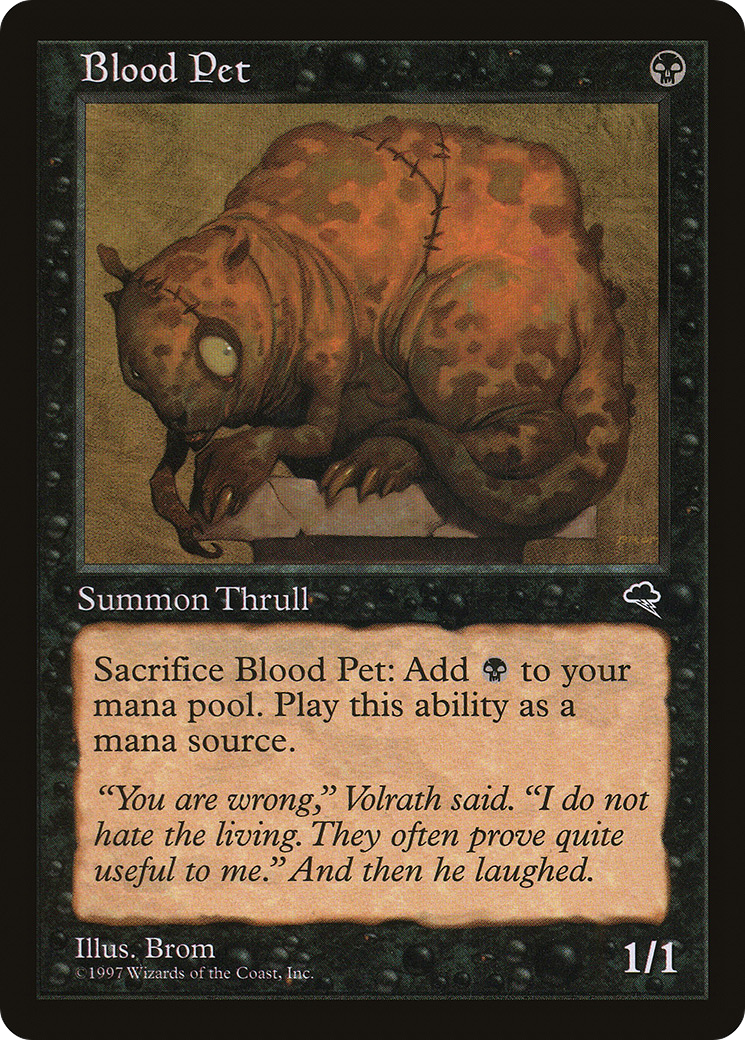 Blood Pet
Summon Thrull
Sacrifice Blood Pet: Add to your
mana pool. Play this ability as a
mana source.
“You are wrong,” Volrath said. “I do not
hate the living. They often prove quite
useful to me.” And then he laughed.
Illus. Brom
©1997 Wizards of the Coast, Inc.
1/1